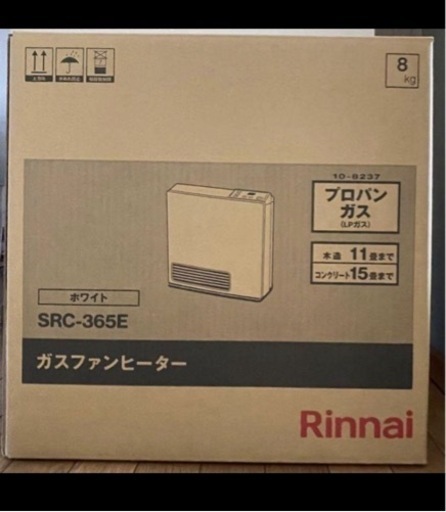 8
kg
10-8237
プロパン
ガス
(LPガス)
木造 11畳まで
コンクリート 15畳まで
ホワイト
SRC-365E
ガスファンヒーター
Rinnai